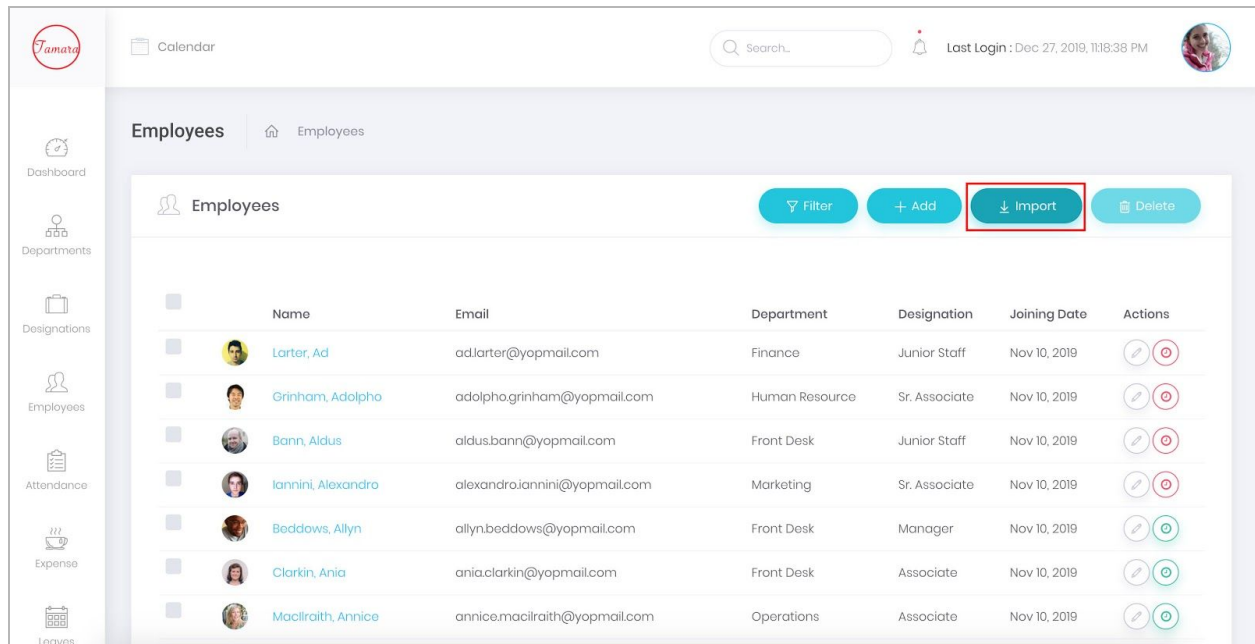 Tamara
Calendar
Search...
Last Login : Dec 27, 2019, 11:18:38 PM
Employees
Employees
Dashboard
Employees
Filter
+ Add
Import
Delete
Departments
Name Email Department Designation Joining Date Actions
Designations
Larter, Ad ad.larter@yopmail.com Finance Junior Staff Nov 10, 2019
Grinham, Adolpho adolpho.grinham@yopmail.com Human Resource Sr. Associate Nov 10, 2019
Employees
Bann, Aldus aldus.bann@yopmail.com Front Desk Junior Staff Nov 10, 2019
Attendance
Iannini, Alexandro alexandro.iannini@yopmail.com Marketing Sr. Associate Nov 10, 2019
Beddows, Allyn allyn.beddows@yopmail.com Front Desk Manager Nov 10, 2019
Expense
Clarkin, Ania ania.clarkin@yopmail.com Front Desk Associate Nov 10, 2019
MacIlraith, Annice annice.macilraith@yopmail.com Operations Associate Nov 10, 2019
Leaves